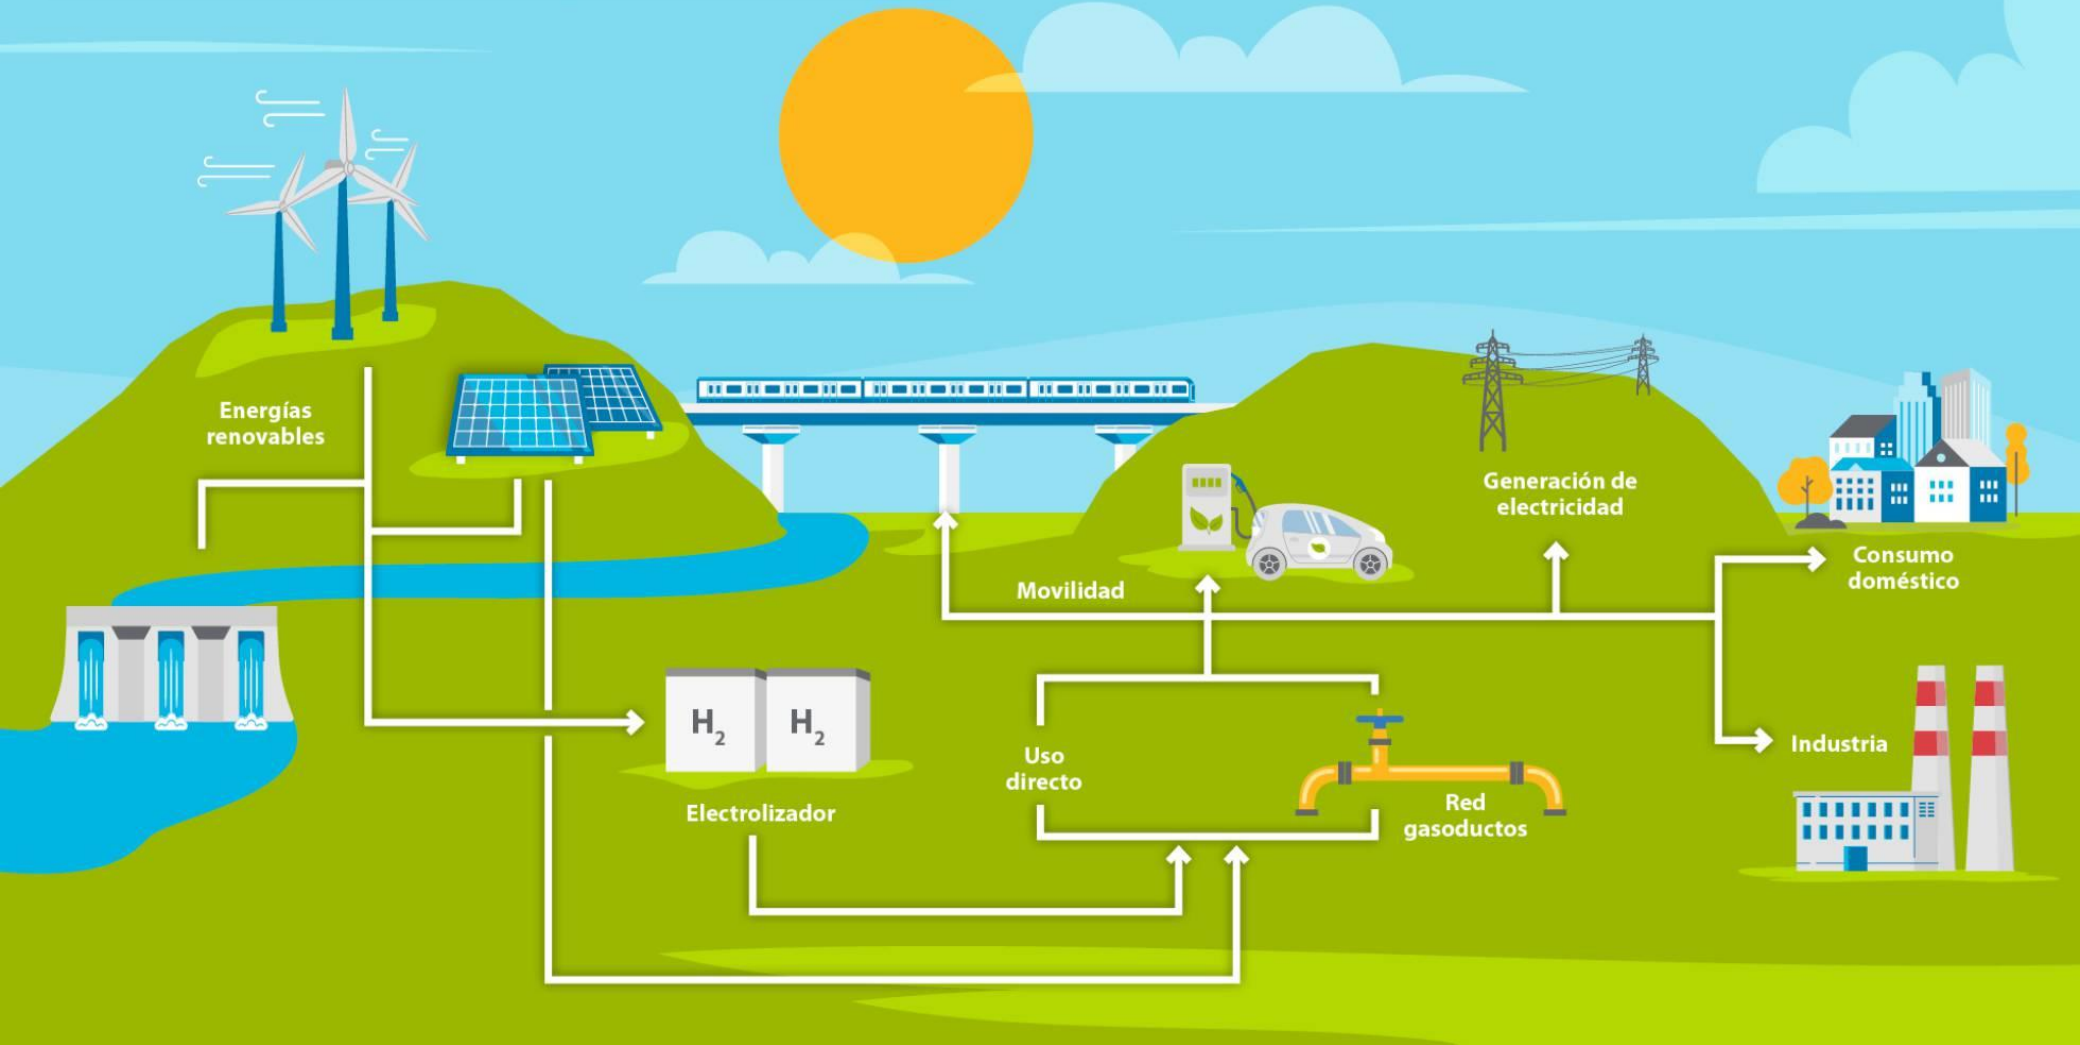 Energías
renovables
Generación de
electricidad
Consumo
doméstico
Movilidad
H2
H2
Uso
directo
Industria
Electrolizador
Red
gasoductos